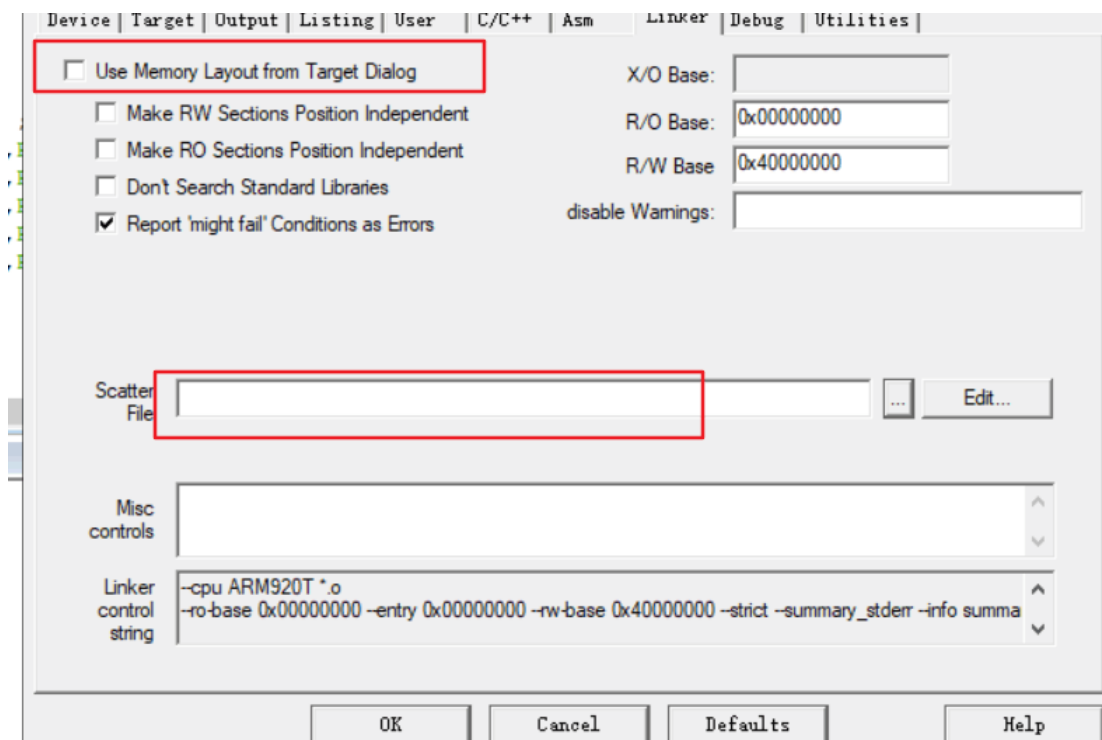 Device Target Output Listing User C/C++ Asm Linker Debug Utilities
Use Memory Layout from Target Dialog
Make RW Sections Position Independent
Make RO Sections Position Independent
Don't Search Standard Libraries
Report 'might fail' Conditions as Errors
X/O Base:
R/O Base: 0x00000000
R/W Base 0x40000000
disable Warnings:
Scatter
File
... Edit...
Misc
controls
Linker
control
string
--cpu ARM920T *.o
--ro-base 0x00000000 --entry 0x00000000 --rw-base 0x40000000 --strict --summary_stderr --info summa
OK Cancel Defaults Help